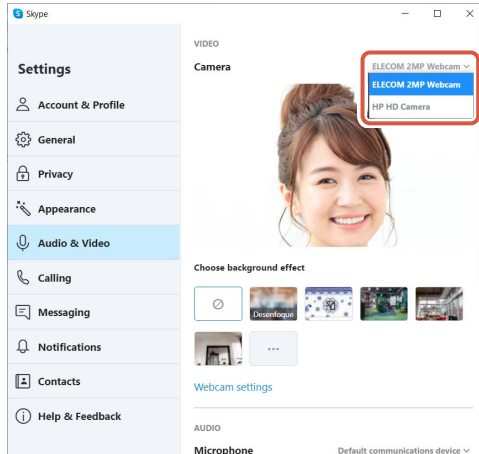 Skype
VIDEO
Settings
Camera
ELECOM 2MP Webcam
ELECOM 2MP Webcam
HP HD Camera
Account & Profile
General
Privacy
Appearance
Audio & Video
Calling
Messaging
Notifications
Contacts
Help & Feedback
Choose background effect
Desenfoque
Webcam settings
AUDIO
Microphone
Default communications device